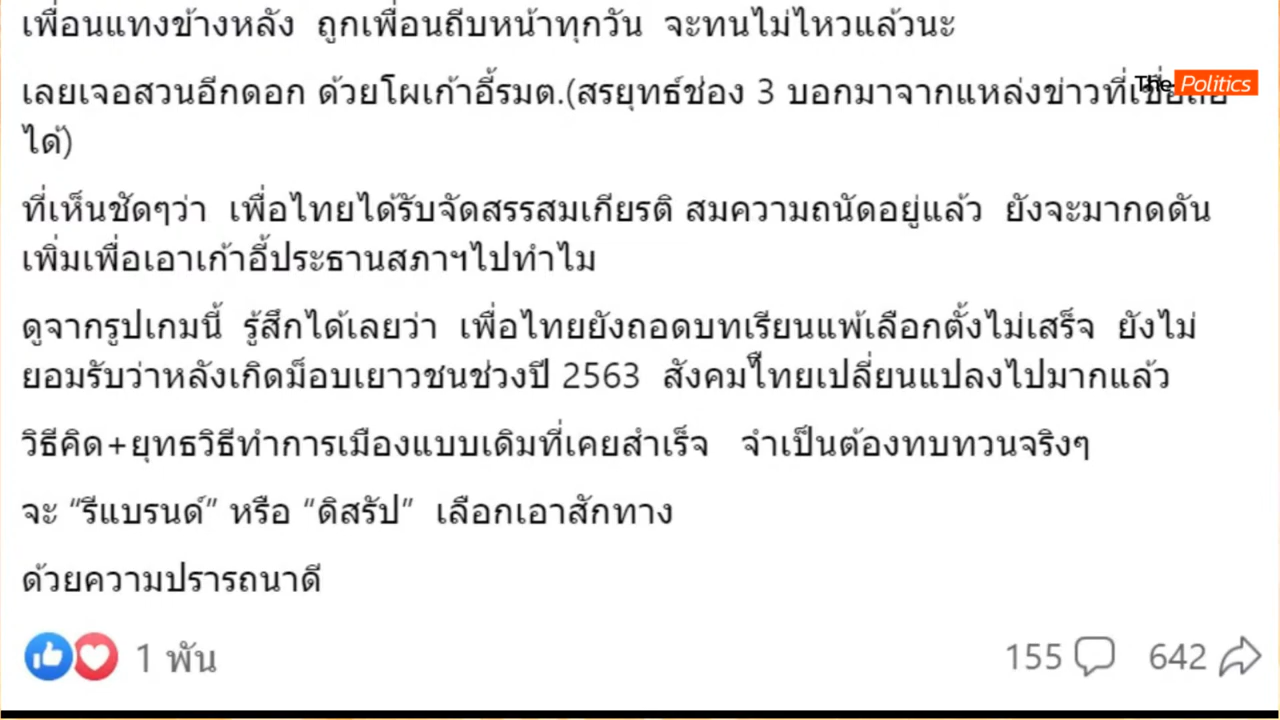 เพื่อนแทงข้างหลัง ถูกเพื่อนถีบหน้าทุกวัน จะทนไม่ไหวแล้วนะ
เลยเจอสวนอีกดอก ด้วยโผเก้าอี้รมต.(สรยุทธ์ช่อง 3 บอกมาจากแหล่งข่าวที่เชื่อถือ
The Politics
ได้)
ที่เห็นชัดๆว่า เพื่อไทยได้รับจัดสรรสมเกียรติ สมความถนัดอยู่แล้ว ยังจะมากดดัน
เพิ่มเพื่อเอาเก้าอี้ประธานสภาฯไปทำไม
ดูจากรูปเกมนี้ รู้สึกได้เลยว่า เพื่อไทยยังถอดบทเรียนแพ้เลือกตั้งไม่เสร็จ ยังไม่
ยอมรับว่าหลังเกิดม็อบเยาวชนช่วงปี 2563 สังคมไทยเปลี่ยนแปลงไปมากแล้ว
วิธีคิด+ยุทธวิธีทำการเมืองแบบเดิมที่เคยสำเร็จ จำเป็นต้องทบทวนจริงๆ
จะ "รีแบรนด์" หรือ "ดิสรัป" เลือกเอาสักทาง
ด้วยความปรารถนาดี
1 พัน 155 642